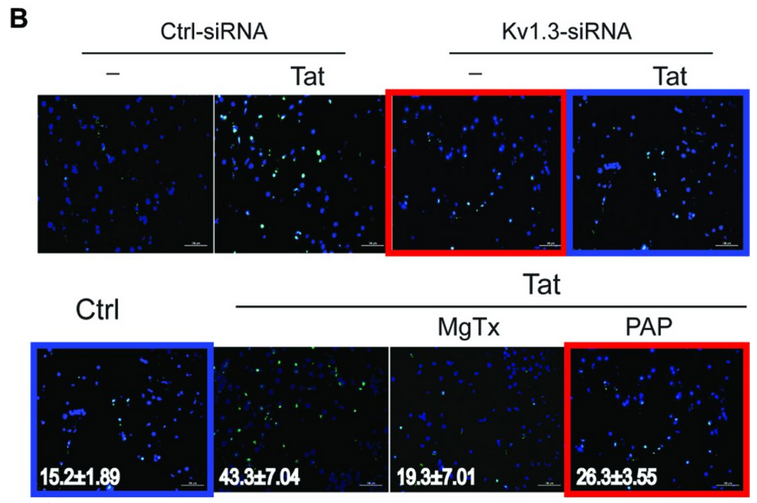 B
Ctrl-siRNA Kv1.3-siRNA
– Tat – Tat
Tat
Ctrl MgTx PAP
15.2±1.89 43.3±7.04 19.3±7.01 26.3±3.55